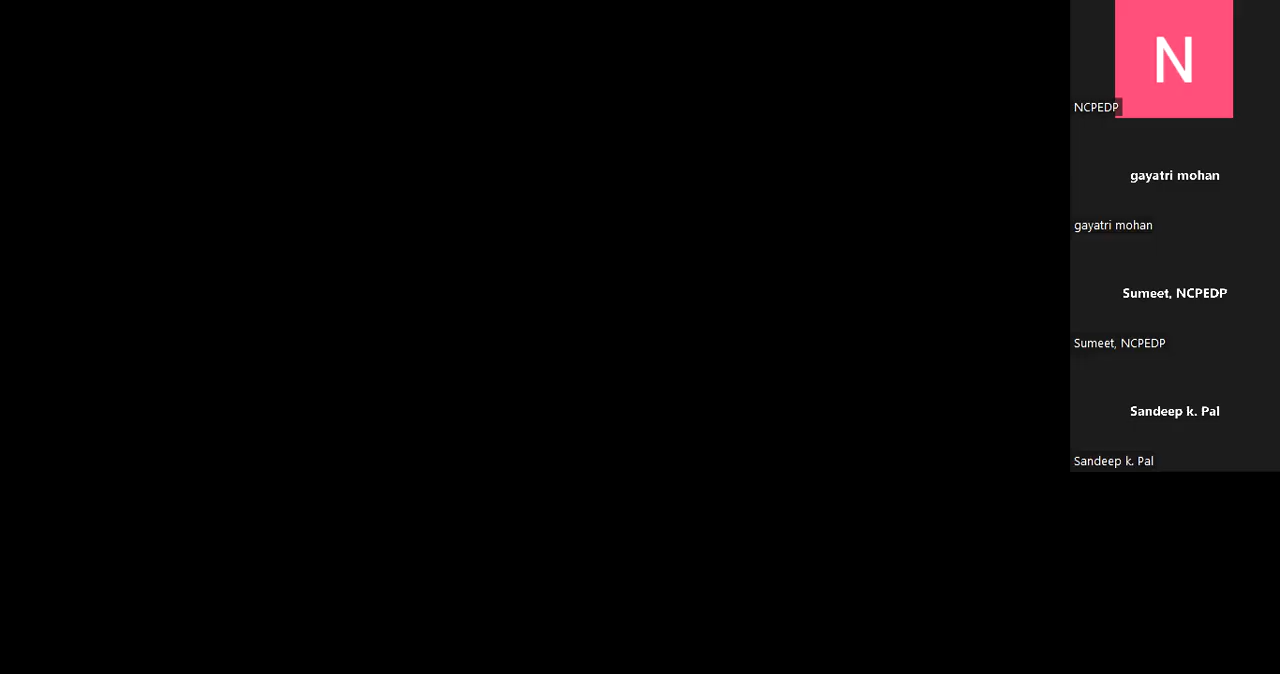 N
NCPEDP
gayatri mohan
gayatri mohan
Sumeet, NCPEDP
Sumeet, NCPEDP
Sandeep k. Pal
Sandeep k. Pal